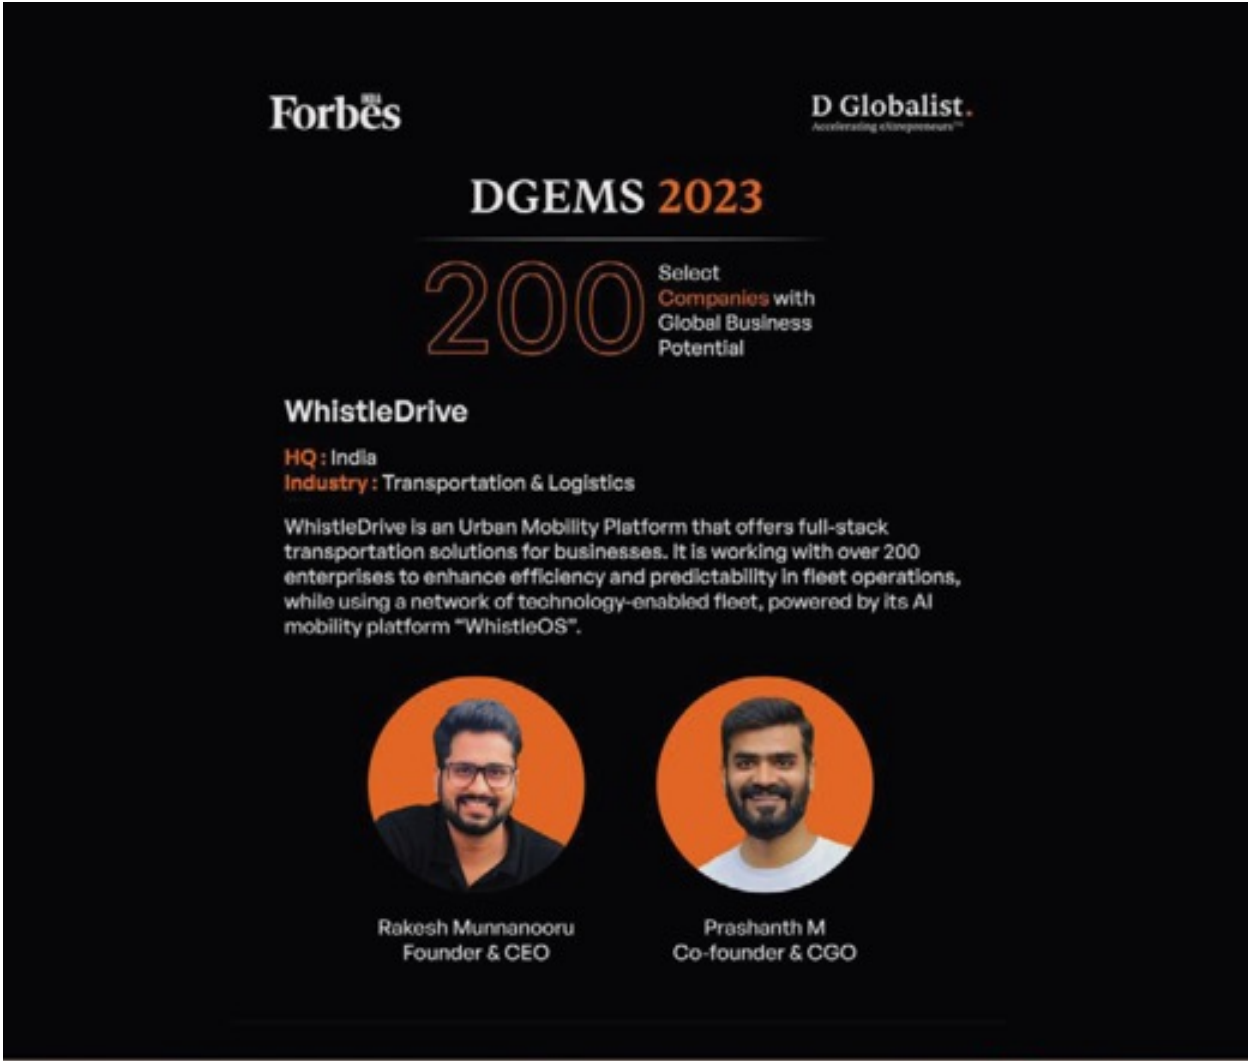 Forbes
INDIA
D Globalist.
Accelerating eXtrepreneurs™
DGEMS 2023
200
Select
Companies with
Global Business
Potential
WhistleDrive
HQ : India
Industry : Transportation & Logistics
WhistleDrive is an Urban Mobility Platform that offers full-stack
transportation solutions for businesses. It is working with over 200
enterprises to enhance efficiency and predictability in fleet operations,
while using a network of technology-enabled fleet, powered by its AI
mobility platform “WhistleOS”.
Rakesh Munnanooru
Founder & CEO
Prashanth M
Co-founder & CGO